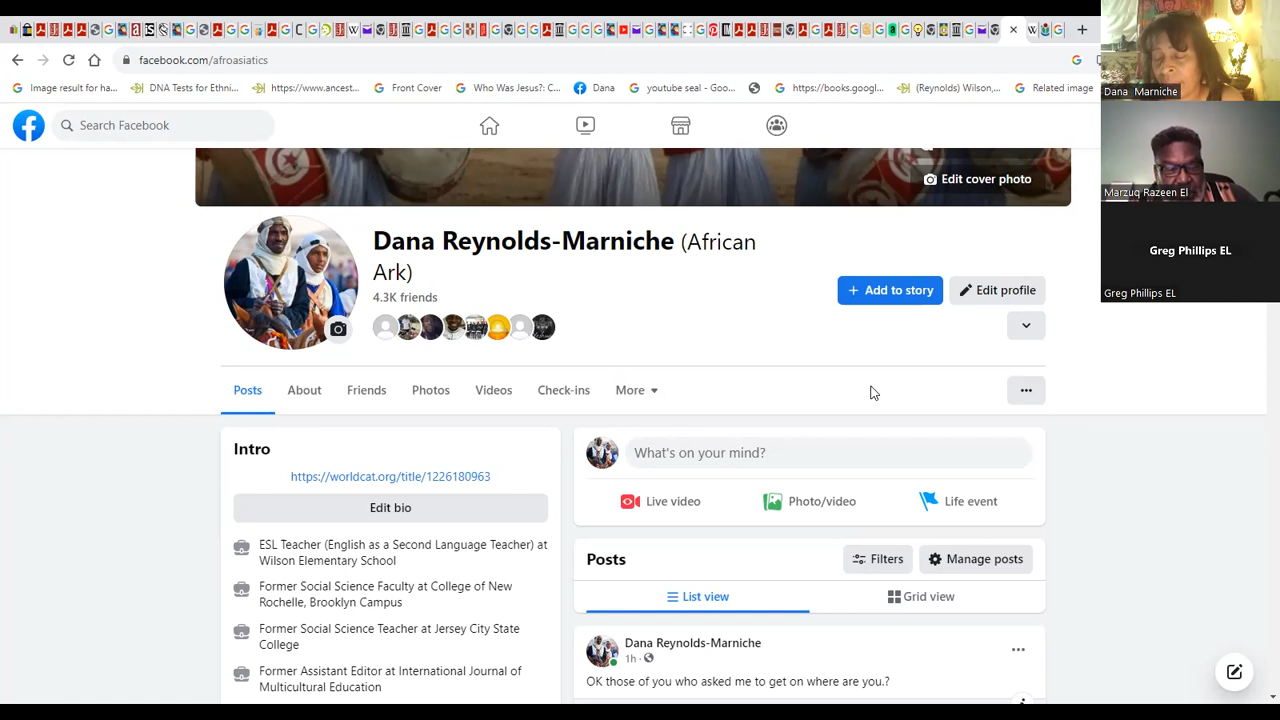 facebook.com/afroasiatics
Image result for ha...
DNA Tests for Ethni...
https://www.ancest...
Front Cover
Who Was Jesus?: C...
Dana
youtube seal - Goo...
https://books.googl...
(Reynolds) Wilson,...
Related image
Dana Marniche
Search Facebook
Edit cover photo
Marzuq Razeen El
Dana Reynolds-Marniche (African
Ark)
4.3K friends
+ Add to story
Edit profile
Greg Phillips EL
Greg Phillips EL
Posts
About
Friends
Photos
Videos
Check-ins
More
Intro
https://worldcat.org/title/1226180963
Edit bio
ESL Teacher (English as a Second Language Teacher) at
Wilson Elementary School
Former Social Science Faculty at College of New
Rochelle, Brooklyn Campus
Former Social Science Teacher at Jersey City State
College
Former Assistant Editor at International Journal of
Multicultural Education
What's on your mind?
Live video
Photo/video
Life event
Posts
Filters
Manage posts
List view
Grid view
Dana Reynolds-Marniche
1h ·
OK those of you who asked me to get on where are you.?